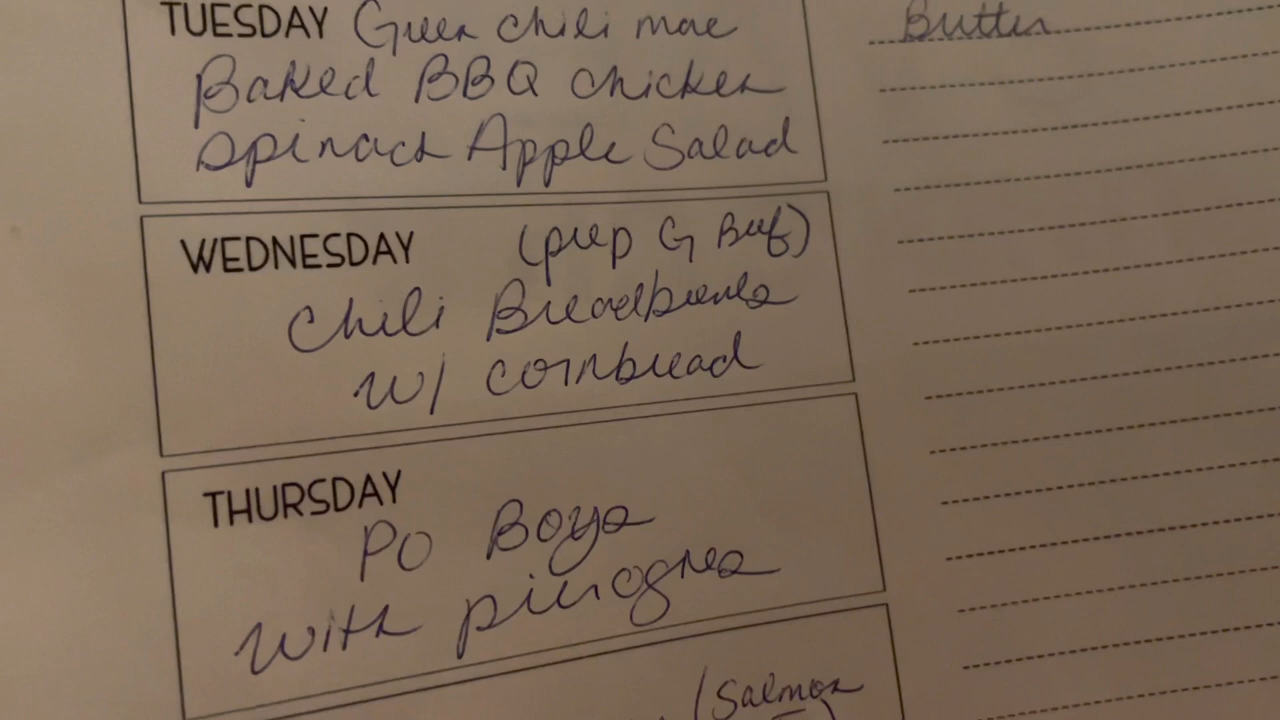 TUESDAY Green chili mac
Baked BBQ chicken
Spinach Apple Salad
WEDNESDAY (prep G Beef)
Chili Breadbowls
w/ cornbread
THURSDAY
Po Boys
with pierogies
(Salmon
Butter